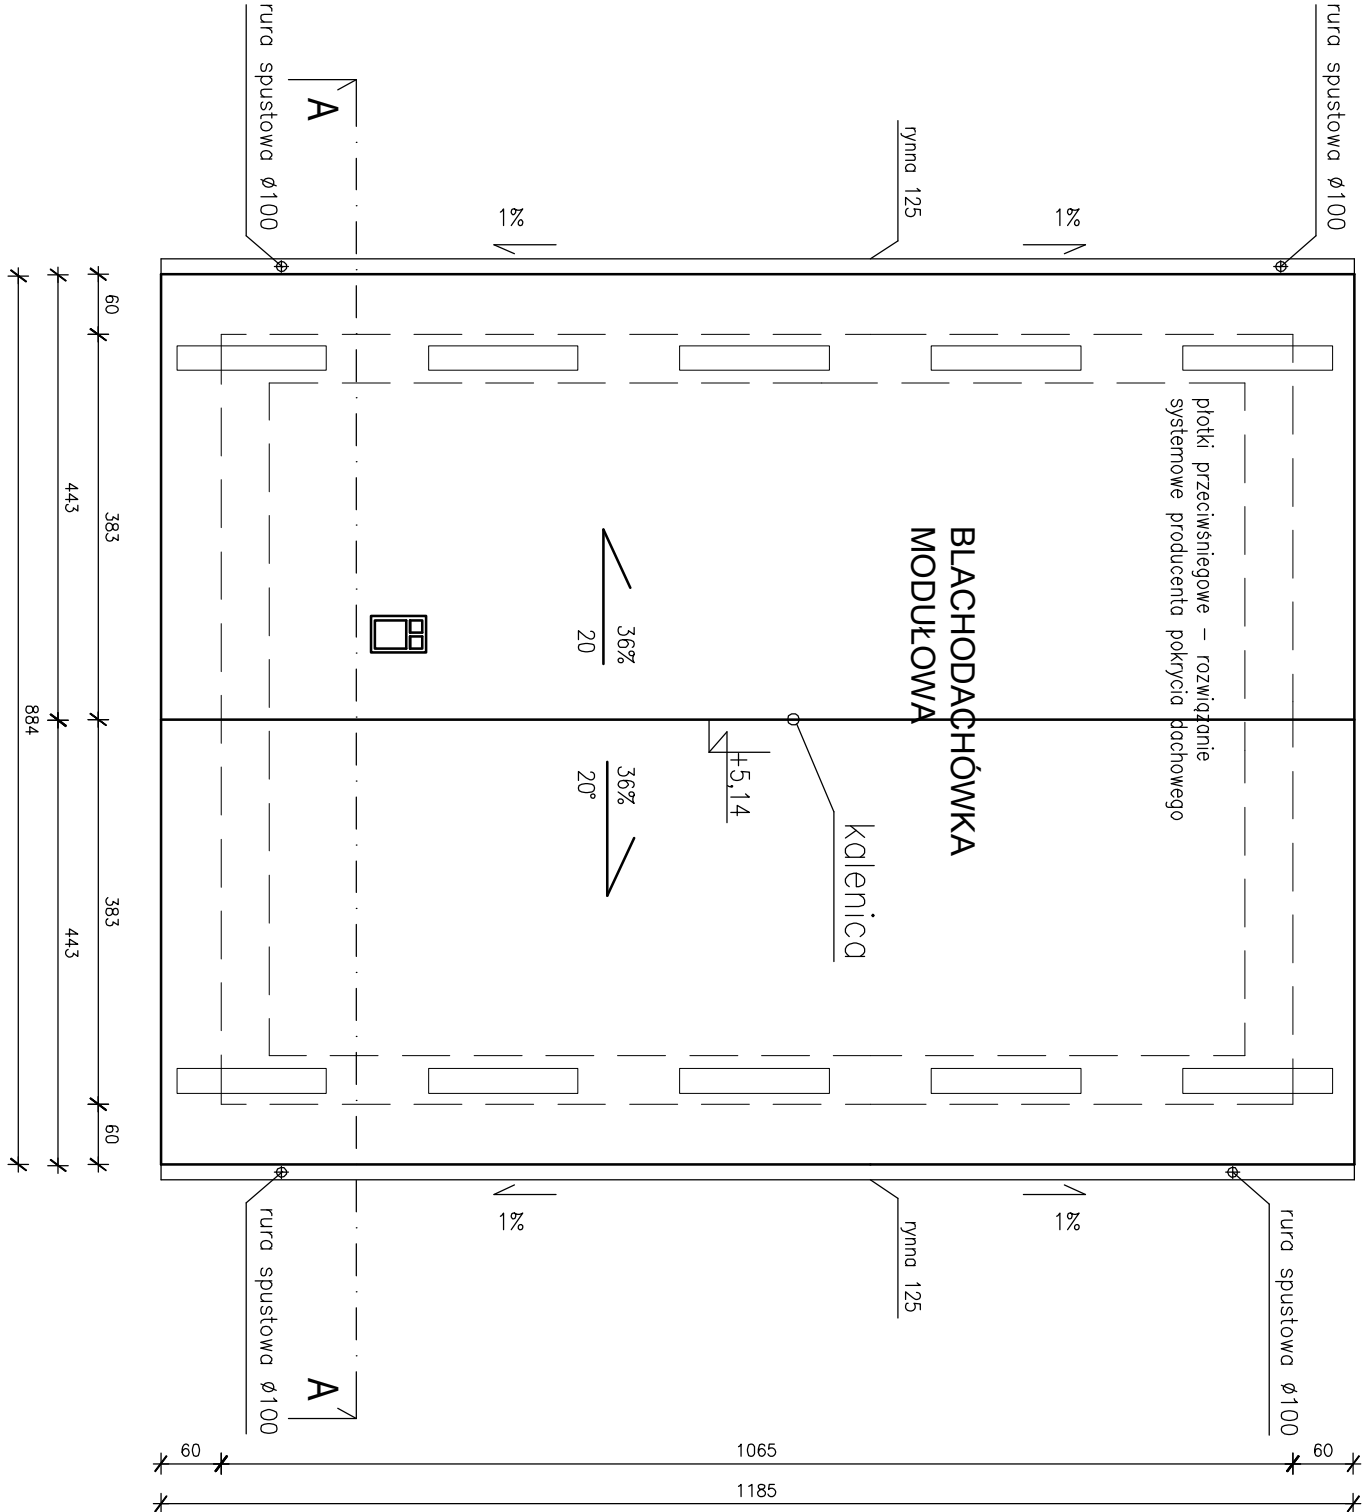 rura spustowa Ø100
rura spustowa Ø100
A
rynna 125
1%
1%
60
383
443
884
383
443
60
płotki przeciwśniegowe – rozwiązanie
systemowe producenta pokrycia dachowego
BLACHODACHÓWKA
MODUŁOWA
36%
20
36%
20°
+5,14
kalenica
1%
1%
rynna 125
rura spustowa Ø100
rura spustowa Ø100
A
60
1065
60
1185